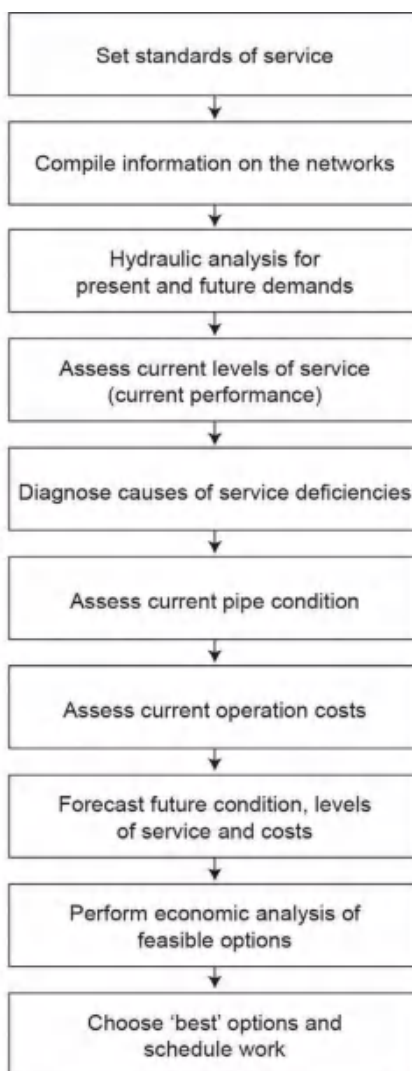 Set standards of service
Compile information on the networks
Hydraulic analysis for
present and future demands
Assess current levels of service
(current performance)
Diagnose causes of service deficiencies
Assess current pipe condition
Assess current operation costs
Forecast future condition, levels
of service and costs
Perform economic analysis of
feasible options
Choose ‘best’ options and
schedule work